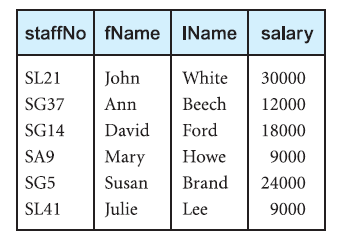 staffNo fName lName salary
SL21 John White 30000
SG37 Ann Beech 12000
SG14 David Ford 18000
SA9 Mary Howe 9000
SG5 Susan Brand 24000
SL41 Julie Lee 9000